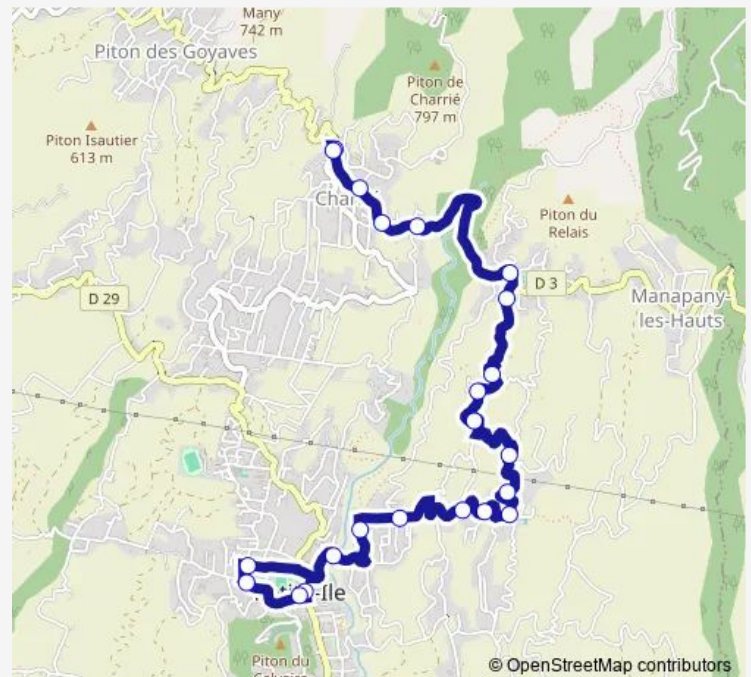 Many
742 m
Piton des Goyaves
Piton de
Charrié
797 m
Piton Isautier
613 m
Piton du
Relais
D 3
D 29
Manapany-
les-Hauts
Piton du
© OpenStreetMap contributors